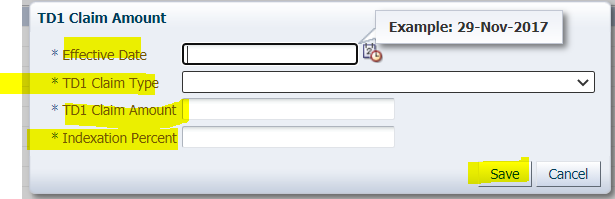 TD1 Claim Amount
Example: 29-Nov-2017
* Effective Date
* TD1 Claim Type
* TD1 Claim Amount
* Indexation Percent
Save Cancel